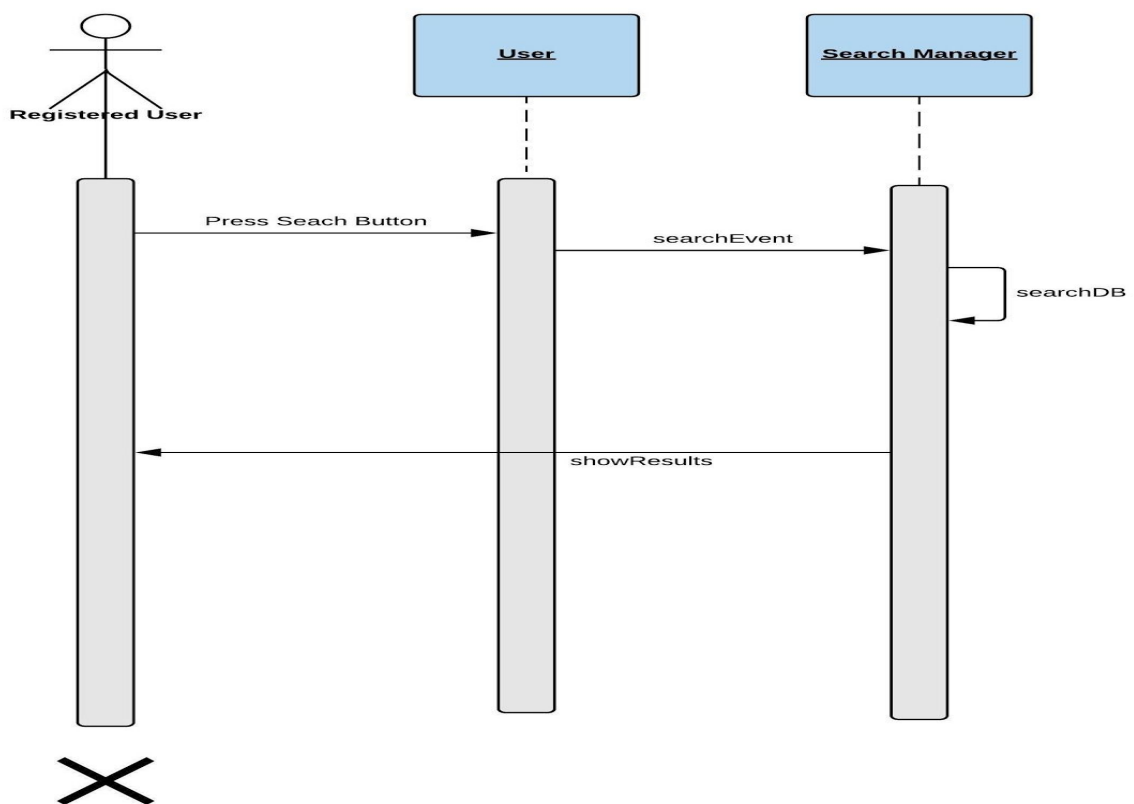 User
Search Manager
Registered User
Press Seach Button
searchEvent
searchDB
showResults